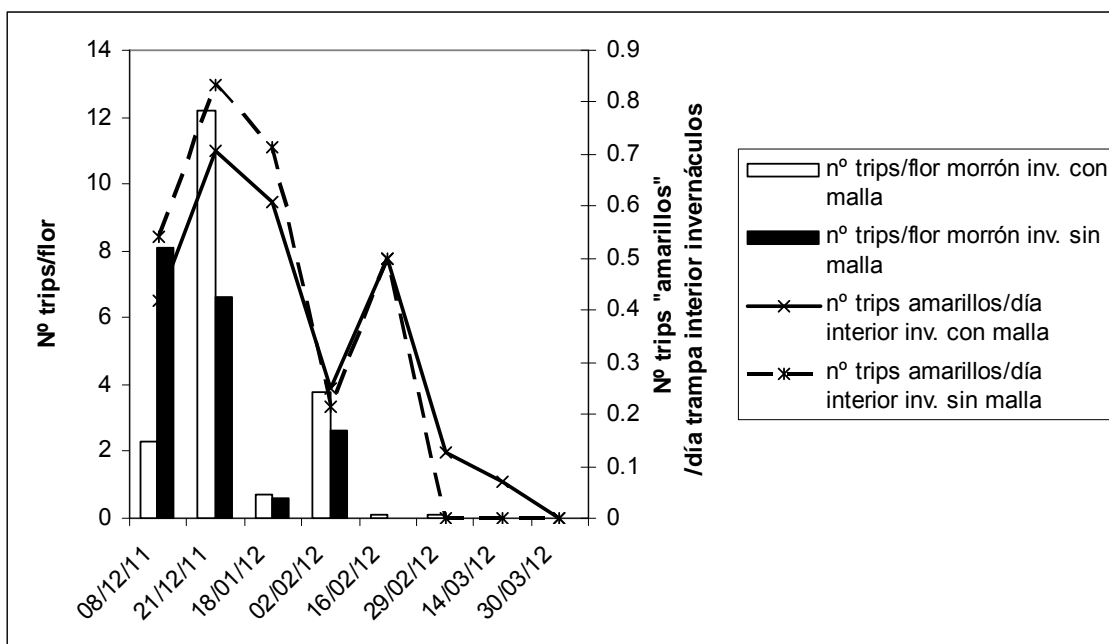 14
12
10
8
6
4
2
0
Nº trips/flor
0.9
0.8
0.7
0.6
0.5
0.4
0.3
0.2
0.1
0
Nº trips "amarillos"
/día trampa interior invernáculos
08/12/11
21/12/11
18/01/12
02/02/12
16/02/12
29/02/12
14/03/12
30/03/12
nº trips/flor morrón inv. con
malla
nº trips/flor morrón inv. sin
malla
nº trips amarillos/día
interior inv. con malla
nº trips amarillos/día
interior inv. sin malla